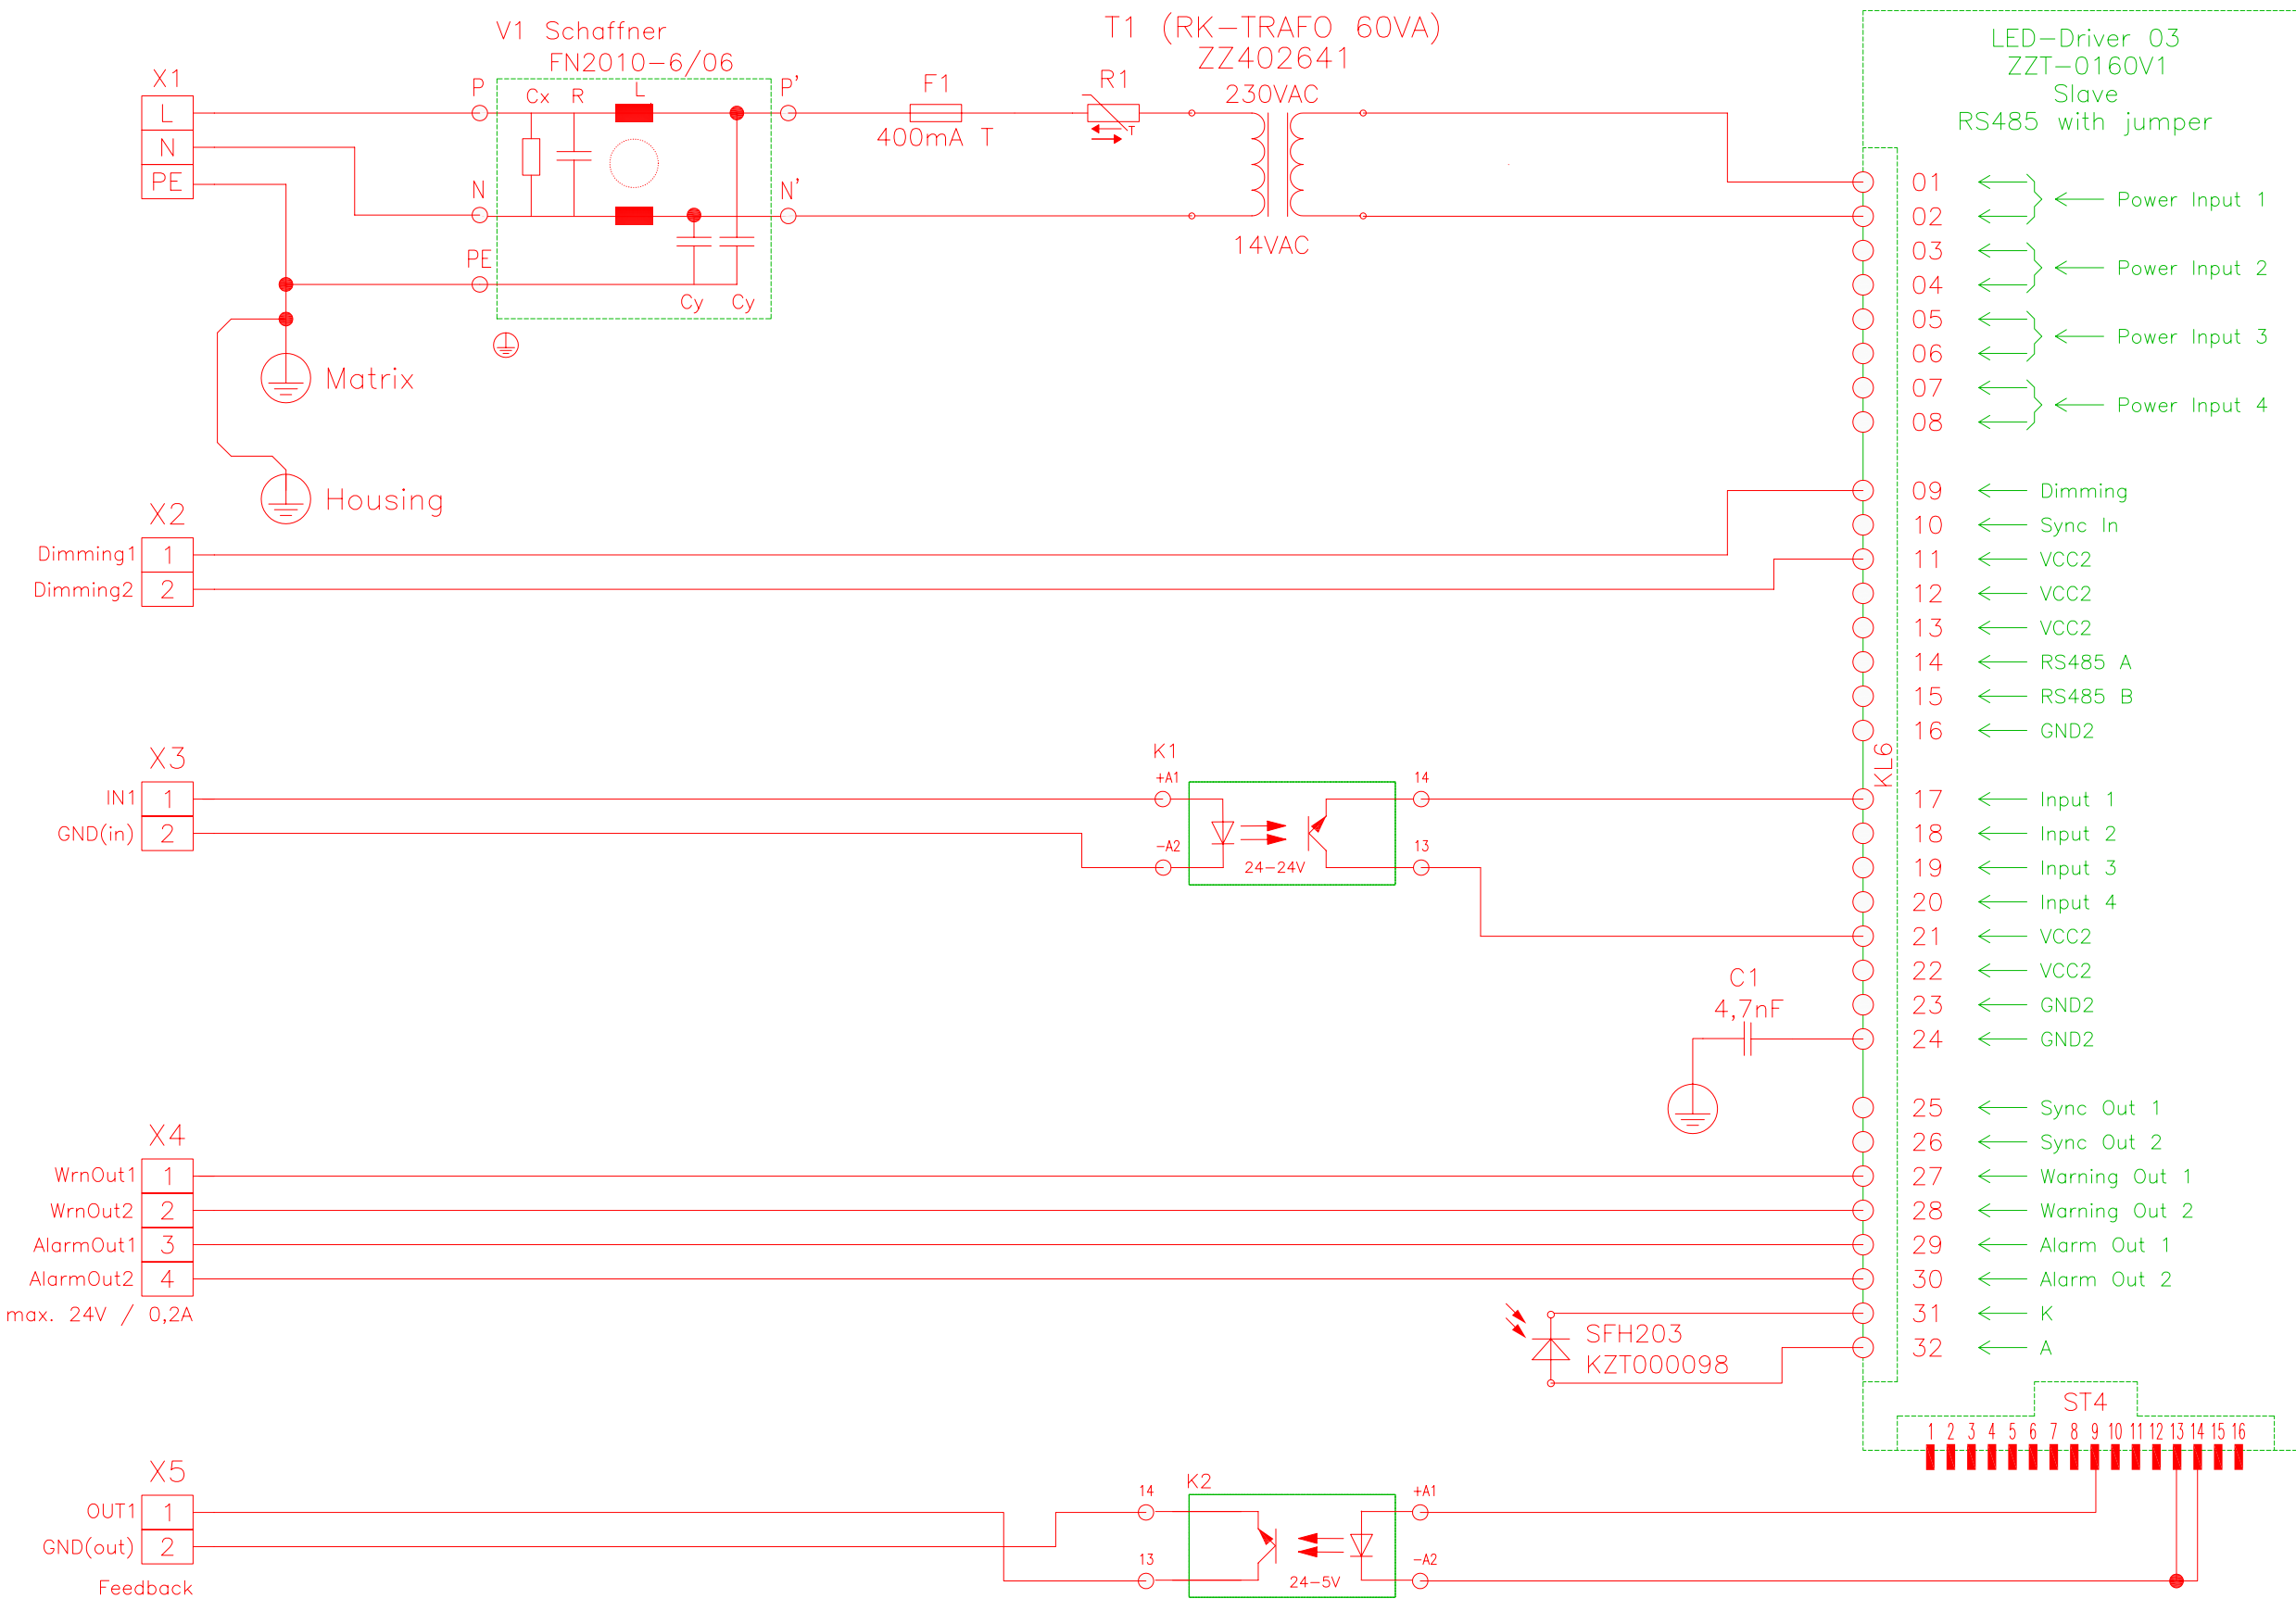 V1 Schaffner
FN2010-6/06
T1 (RK-TRAFO 60VA)
ZZ402641
230VAC
14VAC
X1
L
N
PE
P
N
PE
Cx
R
L
Cy
Cy
P'
N'
F1
400mA T
R1
T
Matrix
Housing
LED-Driver 03
ZZT-0160V1
Slave
RS485 with jumper
01
02
Power Input 1
03
04
Power Input 2
05
06
Power Input 3
07
08
Power Input 4
09 Dimming
10 Sync In
11 VCC2
12 VCC2
13 VCC2
14 RS485 A
15 RS485 B
16 GND2
KL6
17 Input 1
18 Input 2
19 Input 3
20 Input 4
21 VCC2
22 VCC2
23 GND2
24 GND2
25 Sync Out 1
26 Sync Out 2
27 Warning Out 1
28 Warning Out 2
29 Alarm Out 1
30 Alarm Out 2
31 K
32 A
X2
Dimming1 1
Dimming2 2
X3
IN1 1
GND(in) 2
K1
+A1
-A2
24-24V
14
13
C1
4,7nF
X4
WrnOut1 1
WrnOut2 2
AlarmOut1 3
AlarmOut2 4
max. 24V / 0,2A
SFH203
KZT000098
ST4
1 2 3 4 5 6 7 8 9 10 11 12 13 14 15 16
X5
OUT1 1
GND(out) 2
Feedback
K2
14
13
24-5V
+A1
-A2